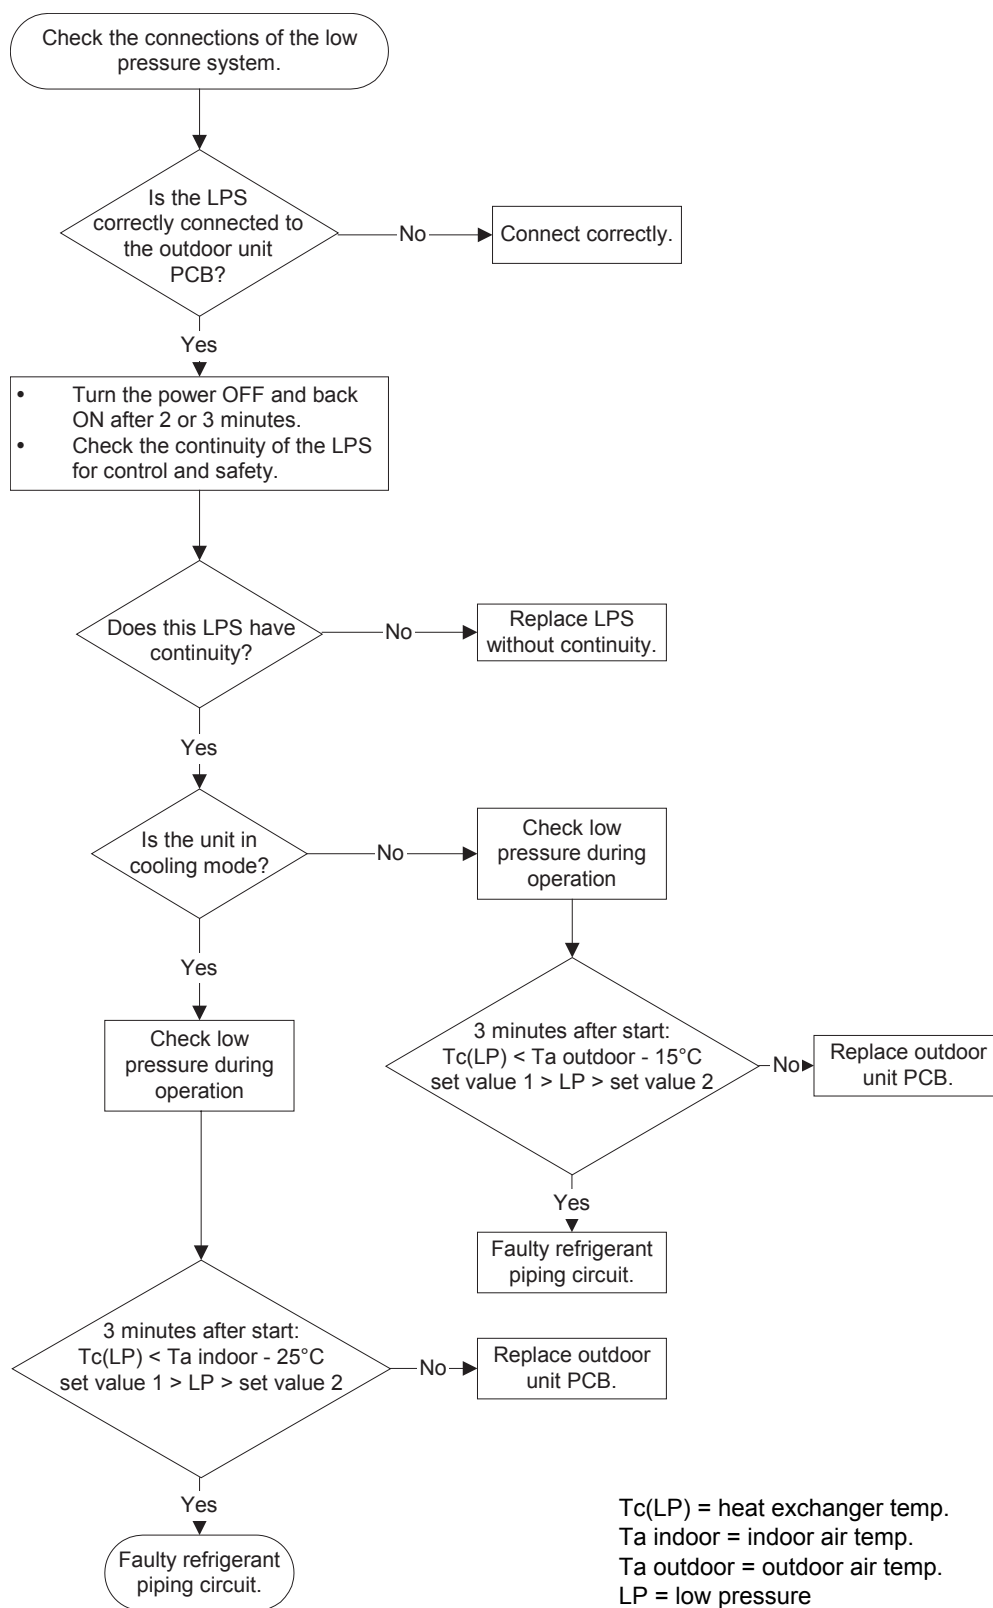 Check the connections of the low
pressure system.
Is the LPS
correctly connected to
the outdoor unit
PCB?
No
Connect correctly.
Yes
• Turn the power OFF and back
ON after 2 or 3 minutes.
• Check the continuity of the LPS
for control and safety.
Does this LPS have
continuity?
No
Replace LPS
without continuity.
Yes
Is the unit in
cooling mode?
No
Check low
pressure during
operation
Yes
Check low
pressure during
operation
3 minutes after start:
Tc(LP) < Ta outdoor - 15°C
set value 1 > LP > set value 2
No
Replace outdoor
unit PCB.
Yes
Faulty refrigerant
piping circuit.
3 minutes after start:
Tc(LP) < Ta indoor - 25°C
set value 1 > LP > set value 2
No
Replace outdoor
unit PCB.
Yes
Faulty refrigerant
piping circuit.
Tc(LP) = heat exchanger temp.
Ta indoor = indoor air temp.
Ta outdoor = outdoor air temp.
LP = low pressure